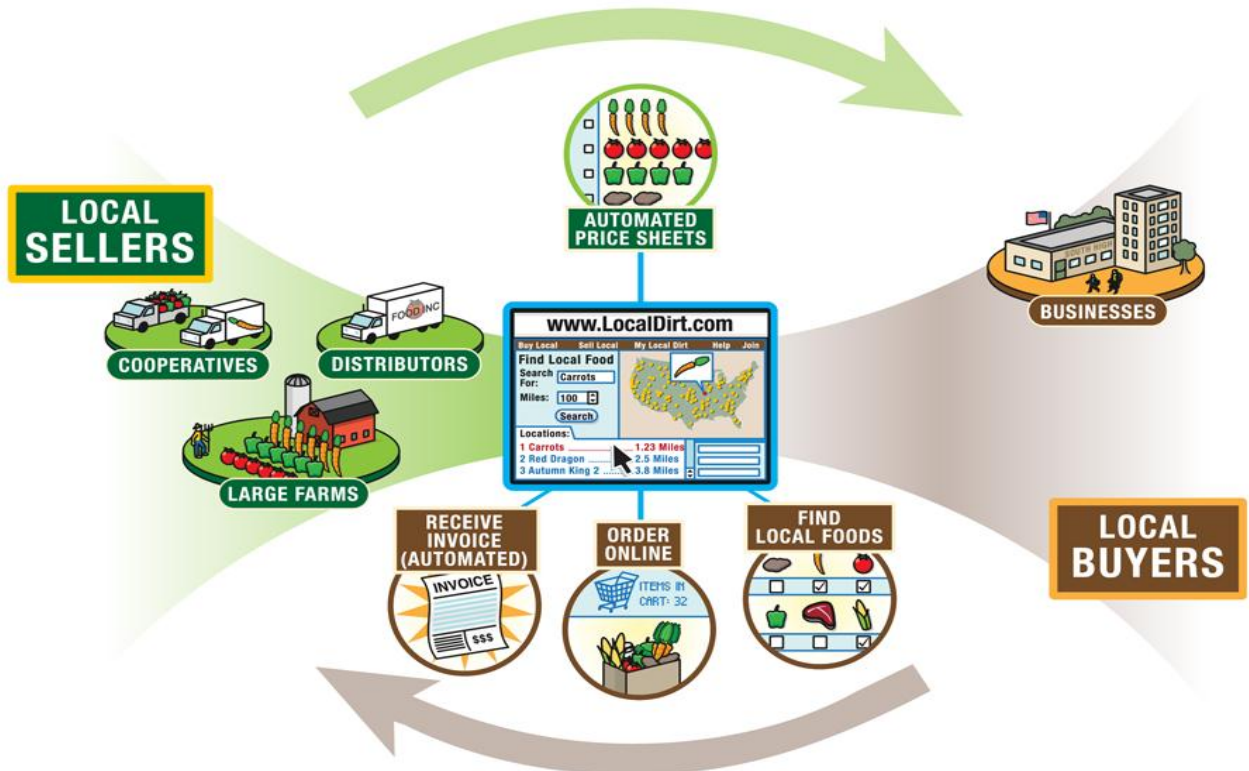 AUTOMATED
PRICE SHEETS
LOCAL
SELLERS
COOPERATIVES
FOOD INC
DISTRIBUTORS
LARGE FARMS
www.LocalDirt.com
Buy Local Sell Local My Local Dirt Help Join
Find Local Food
Search
For: Carrots
Miles: 100
Search
Locations:
1 Carrots 1.23 Miles
2 Red Dragon 2.5 Miles
3 Autumn King 2 3.8 Miles
SOUTH HIGH
BUSINESSES
LOCAL
BUYERS
RECEIVE
INVOICE
(AUTOMATED)
INVOICE
$$$
ORDER
ONLINE
ITEMS IN
CART: 32
FIND
LOCAL FOODS